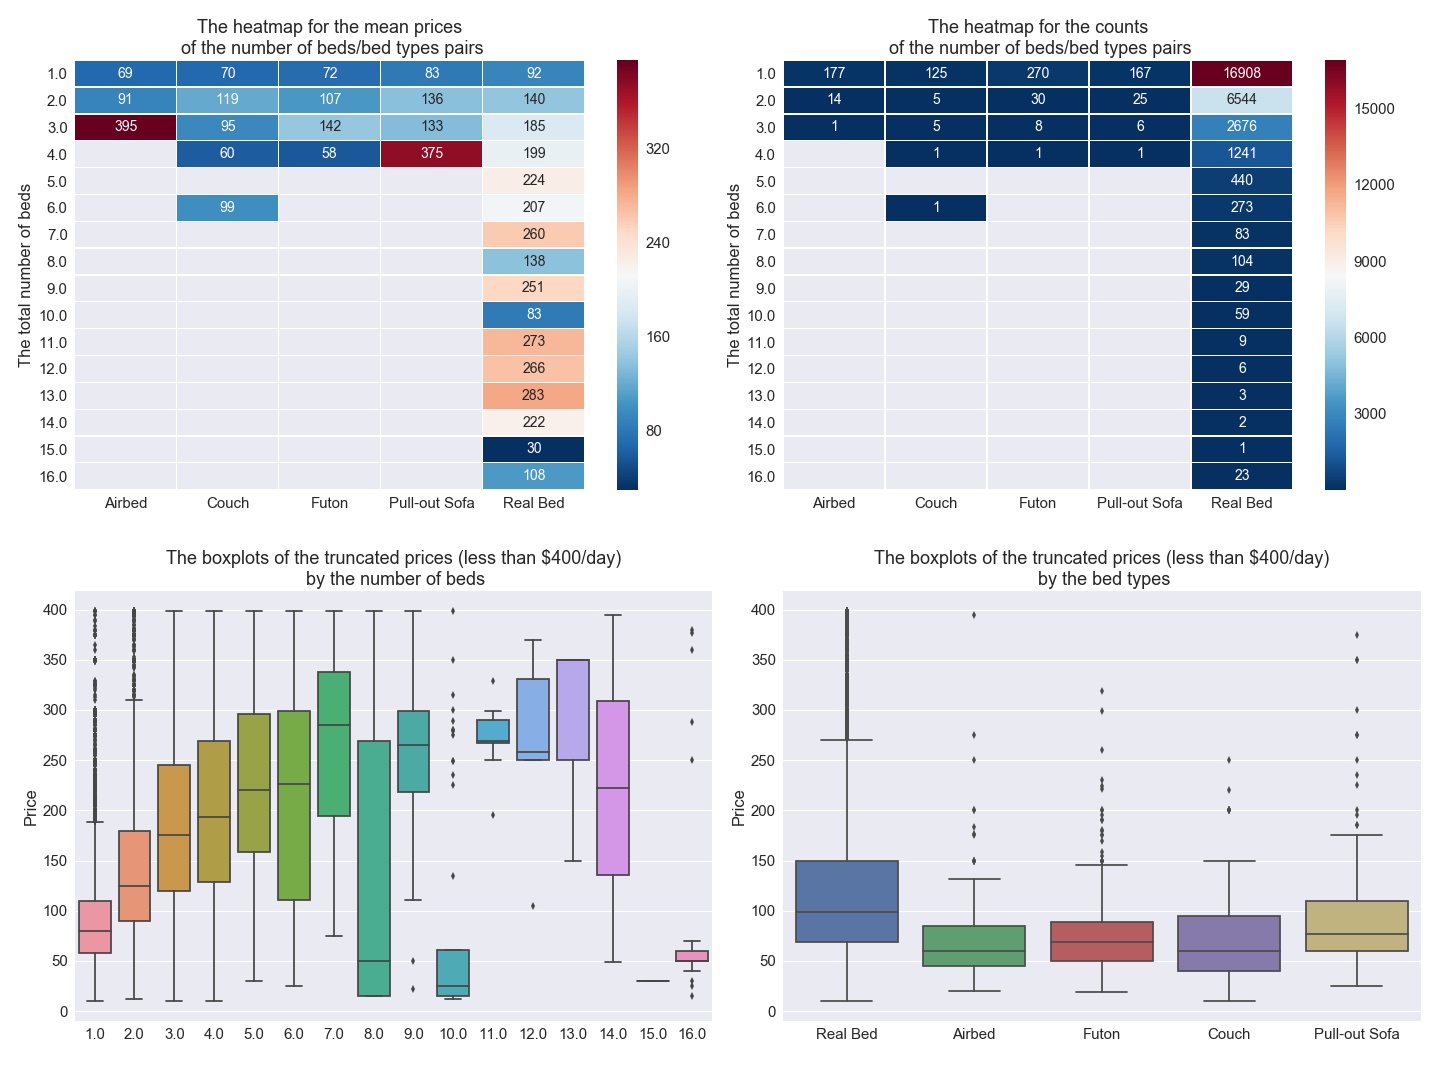 The heatmap for the mean prices
of the number of beds/bed types pairs
The total number of beds
1.0 69 70 72 83 92
2.0 91 119 107 136 140
3.0 395 95 142 133 185
4.0 60 58 375 199
5.0 224
6.0 99 207
7.0 260
8.0 138
9.0 251
10.0 83
11.0 273
12.0 266
13.0 283
14.0 222
15.0 30
16.0 108
Airbed Couch Futon Pull-out Sofa Real Bed
320
240
160
80
The heatmap for the counts
of the number of beds/bed types pairs
The total number of beds
1.0 177 125 270 167 16908
2.0 14 5 30 25 6544
3.0 1 5 8 6 2676
4.0 1 1 1 1241
5.0 440
6.0 1 273
7.0 83
8.0 104
9.0 29
10.0 59
11.0 9
12.0 6
13.0 3
14.0 2
15.0 1
16.0 23
Airbed Couch Futon Pull-out Sofa Real Bed
15000
12000
9000
6000
3000
The boxplots of the truncated prices (less than $400/day)
by the number of beds
Price
400
350
300
250
200
150
100
50
0
1.0 2.0 3.0 4.0 5.0 6.0 7.0 8.0 9.0 10.0 11.0 12.0 13.0 14.0 15.0 16.0
The boxplots of the truncated prices (less than $400/day)
by the bed types
Price
400
350
300
250
200
150
100
50
0
Real Bed Airbed Futon Couch Pull-out Sofa